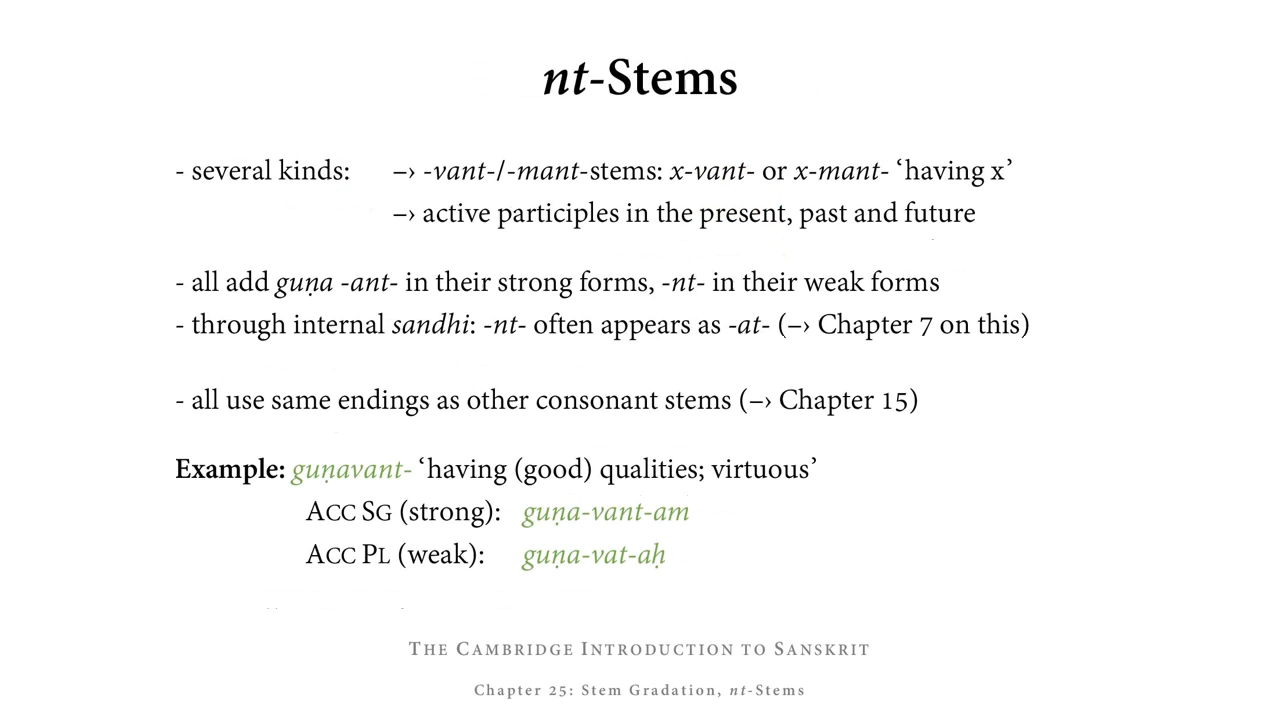 nt-Stems
- several kinds: –› -vant-/-mant-stems: x-vant- or x-mant- ‘having x’
–› active participles in the present, past and future
- all add guṇa -ant- in their strong forms, -nt- in their weak forms
- through internal sandhi: -nt- often appears as -at- (–› Chapter 7 on this)
- all use same endings as other consonant stems (–› Chapter 15)
Example: guṇavant- ‘having (good) qualities; virtuous’
Acc Sg (strong): guṇa-vant-am
Acc Pl (weak): guṇa-vat-aḥ
The Cambridge Introduction to Sanskrit
Chapter 25: Stem Gradation, nt-Stems